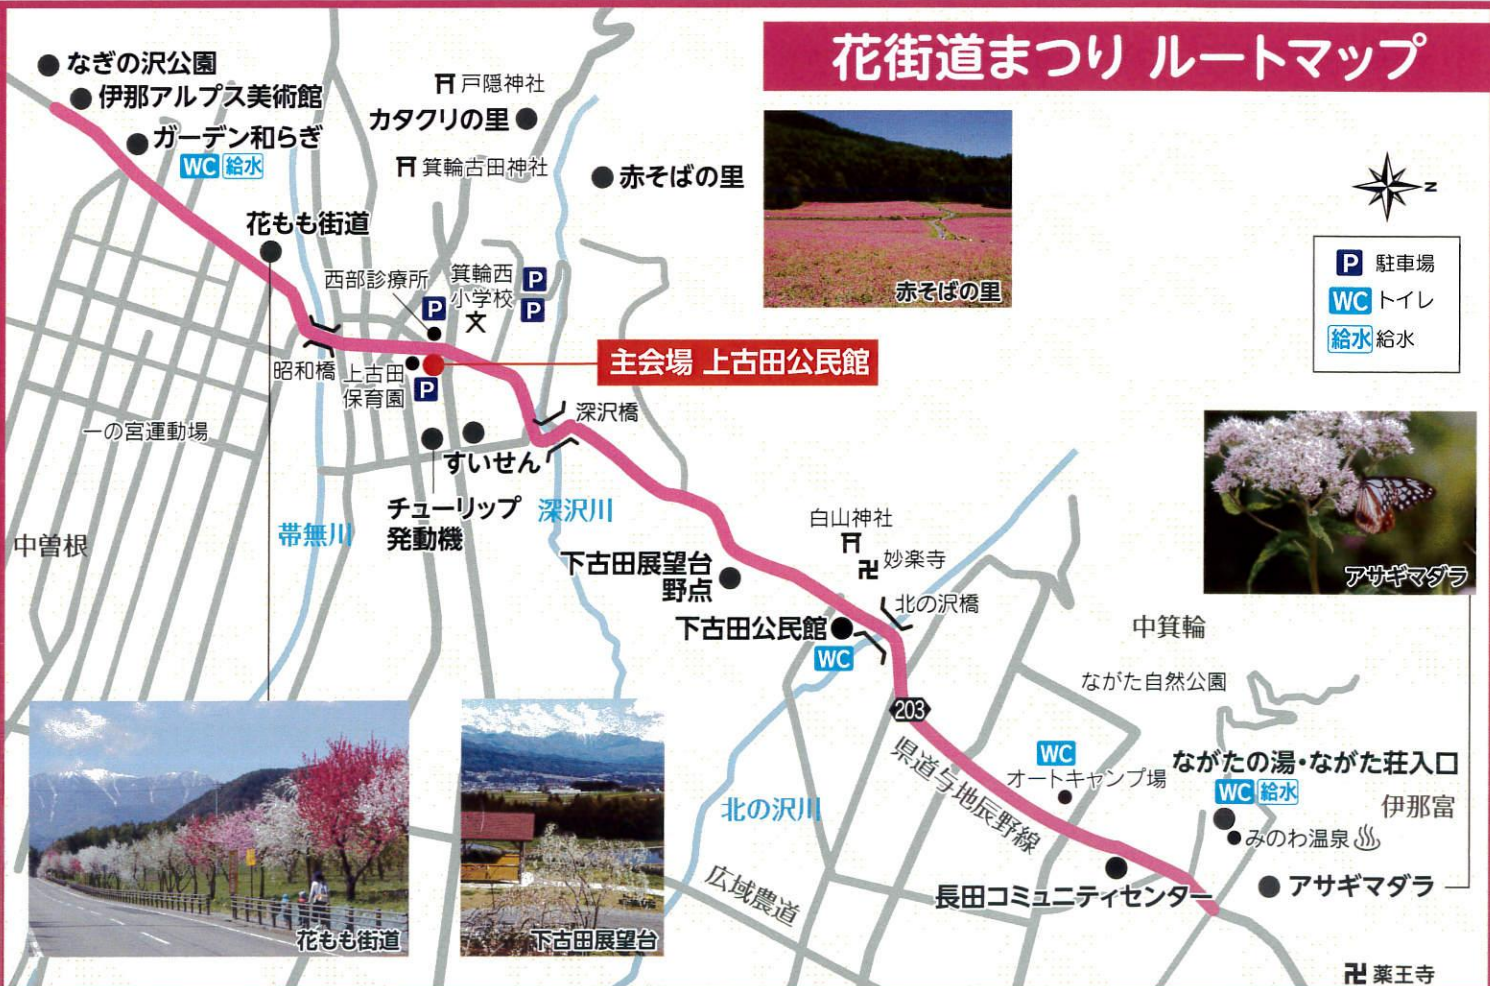 花街道まつり ルートマップ
なぎの沢公園
伊那アルプス美術館
ガーデン和らぎ
WC 給水
戸隠神社
カタクリの里
箕輪古田神社
赤そばの里
赤そばの里
N
P 駐車場
WC トイレ
給水 給水
花もも街道
西部診療所
P
箕輪西
小学校
文
P
P
主会場 上古田公民館
昭和橋
上古田
保育園
P
深沢橋
一の宮運動場
すいせん
チューリップ
発動機
深沢川
帯無川
中曽根
アサギマダラ
白山神社
妙楽寺
下古田展望台
野点
北の沢橋
下古田公民館
WC
中箕輪
ながた自然公園
203
県道与地辰野線
WC
オートキャンプ場
ながたの湯・ながた荘入口
WC 給水
伊那富
みのわ温泉
北の沢川
広域農道
長田コミュニティセンター
アサギマダラ
花もも街道
下古田展望台
薬王寺